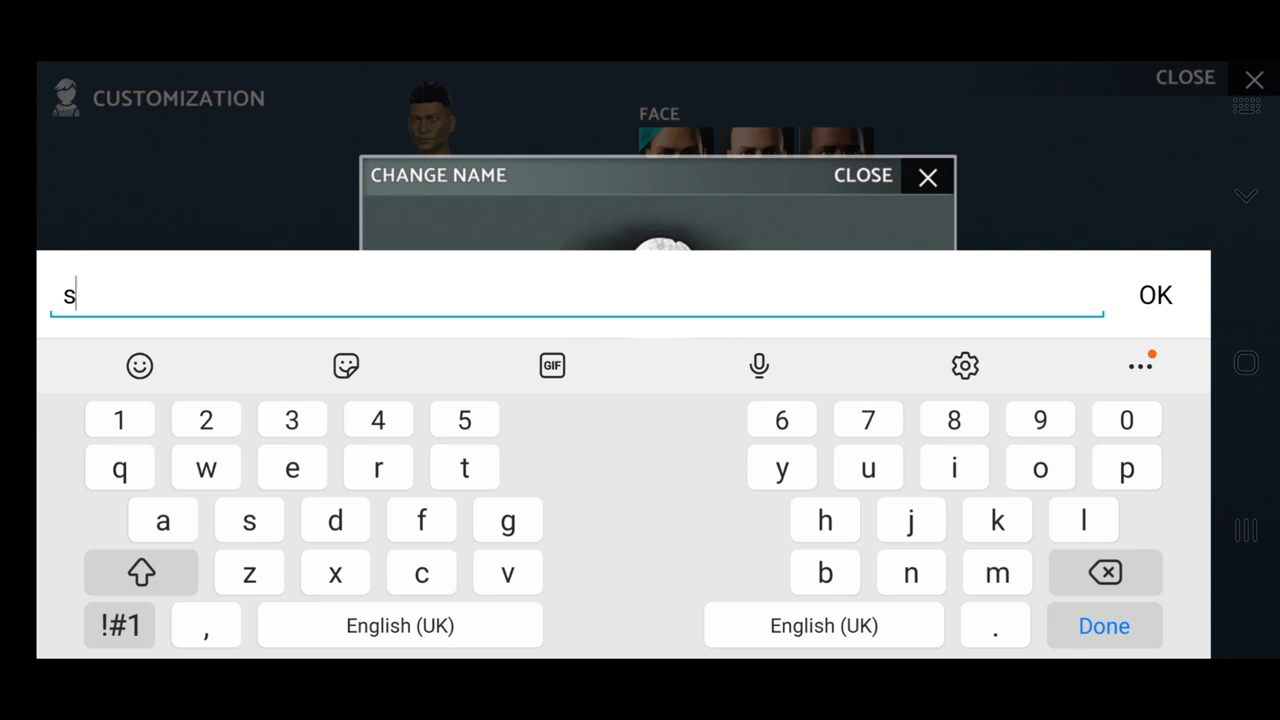 CUSTOMIZATION
CLOSE
FACE
CHANGE NAME
CLOSE
s
OK
GIF
1 2 3 4 5 6 7 8 9 0
q w e r t y u i o p
a s d f g h j k l
z x c v b n m
!#1 , English (UK) English (UK) . Done